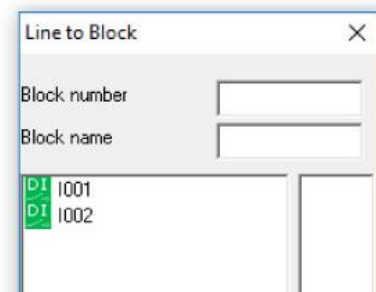 Line to Block
Block number
Block name
DI I001
DI I002